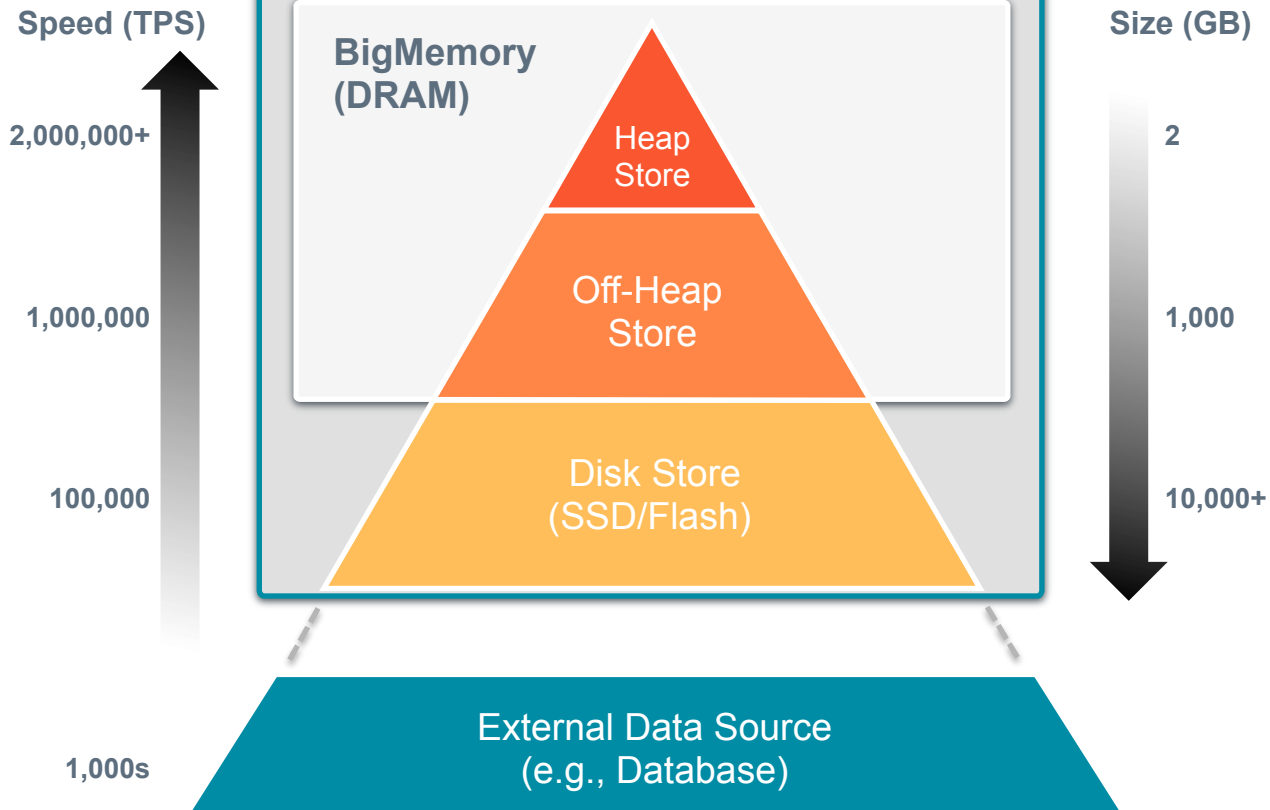 Speed (TPS)
Size (GB)
BigMemory
(DRAM)
2,000,000+
Heap
Store
2
1,000,000
Off-Heap
Store
1,000
100,000
Disk Store
(SSD/Flash)
10,000+
External Data Source
(e.g., Database)
1,000s